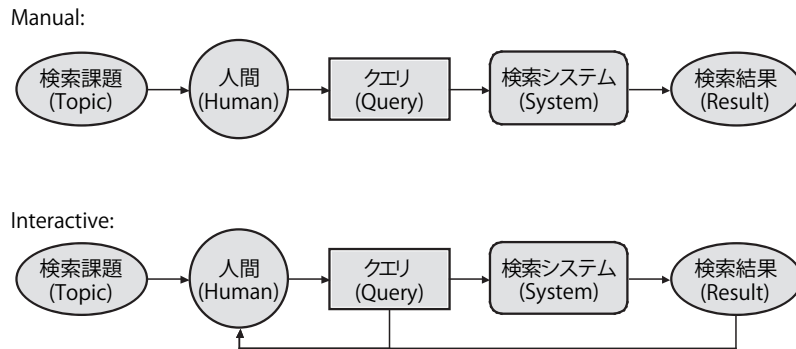 Manual:
検索課題
(Topic)
人間
(Human)
クエリ
(Query)
検索システム
(System)
検索結果
(Result)
Interactive:
検索課題
(Topic)
人間
(Human)
クエリ
(Query)
検索システム
(System)
検索結果
(Result)